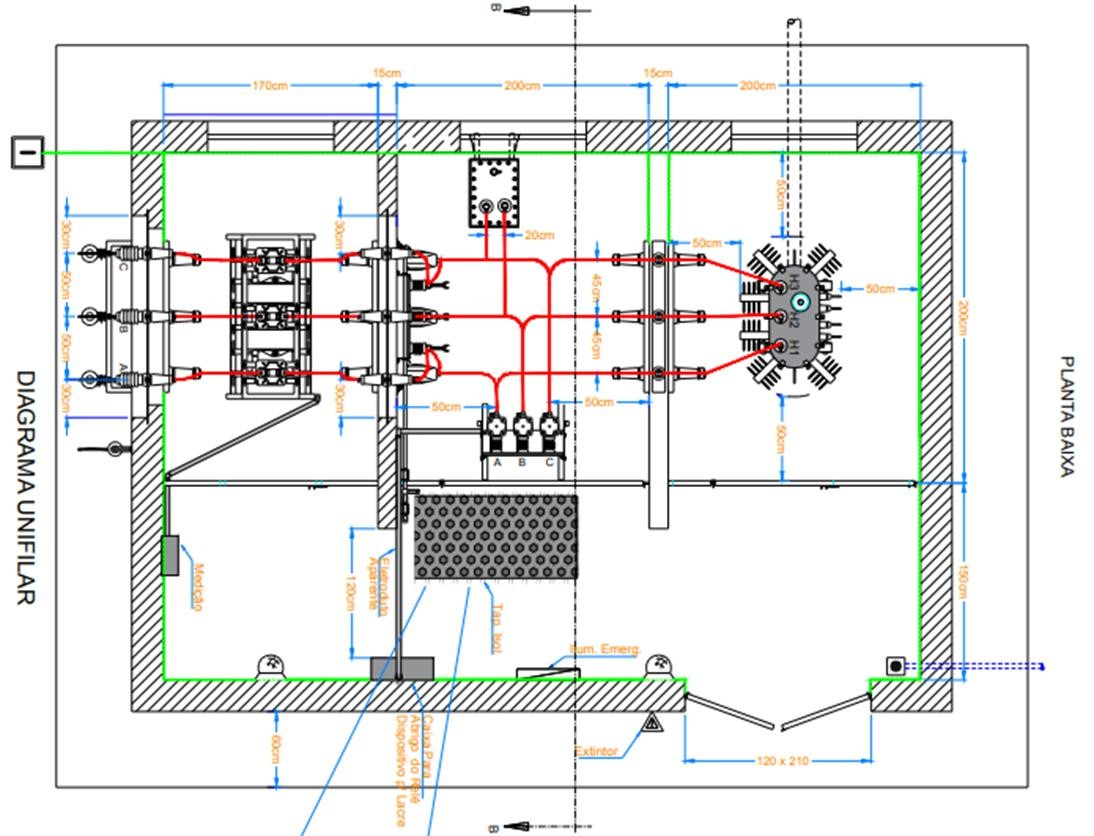 B
15cm
15cm
170cm
200cm
200cm
I
50cm
30cm
30cm
20cm
50cm
C
H3
50cm
50cm
45cm
200cm
B
H2
50cm
45cm
H1
A
30cm
30cm
50cm
50cm
50cm
A B C
PLANTA BAIXA
DIAGRAMA UNIFILAR
Medição
Eletroduto
Aparente
120cm
Tap. Isol.
150cm
Ilum. Emerg.
60cm
Caixa Para
Abrigo do Relé
Dispositivo p/ Lacre
Extintor
120 x 210
B